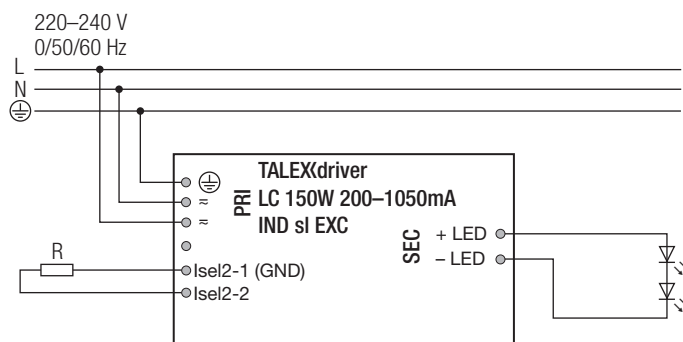 220–240 V
0/50/60 Hz
L
N
TALEXXdriver
LC 150W 200–1050mA
IND sl EXC
PRI
≂
≂
SEC
+ LED
– LED
R
Isel2-1 (GND)
Isel2-2